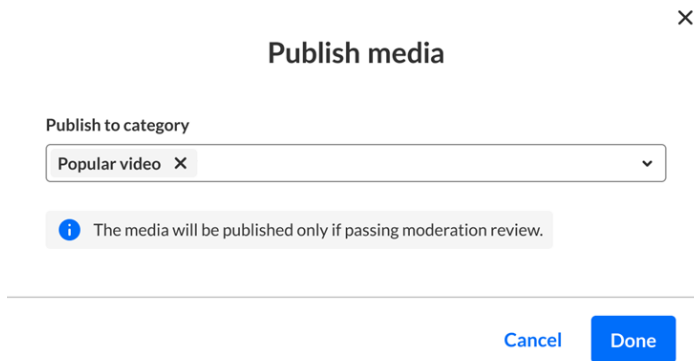 Publish media
Publish to category
Popular video
The media will be published only if passing moderation review.
Cancel
Done